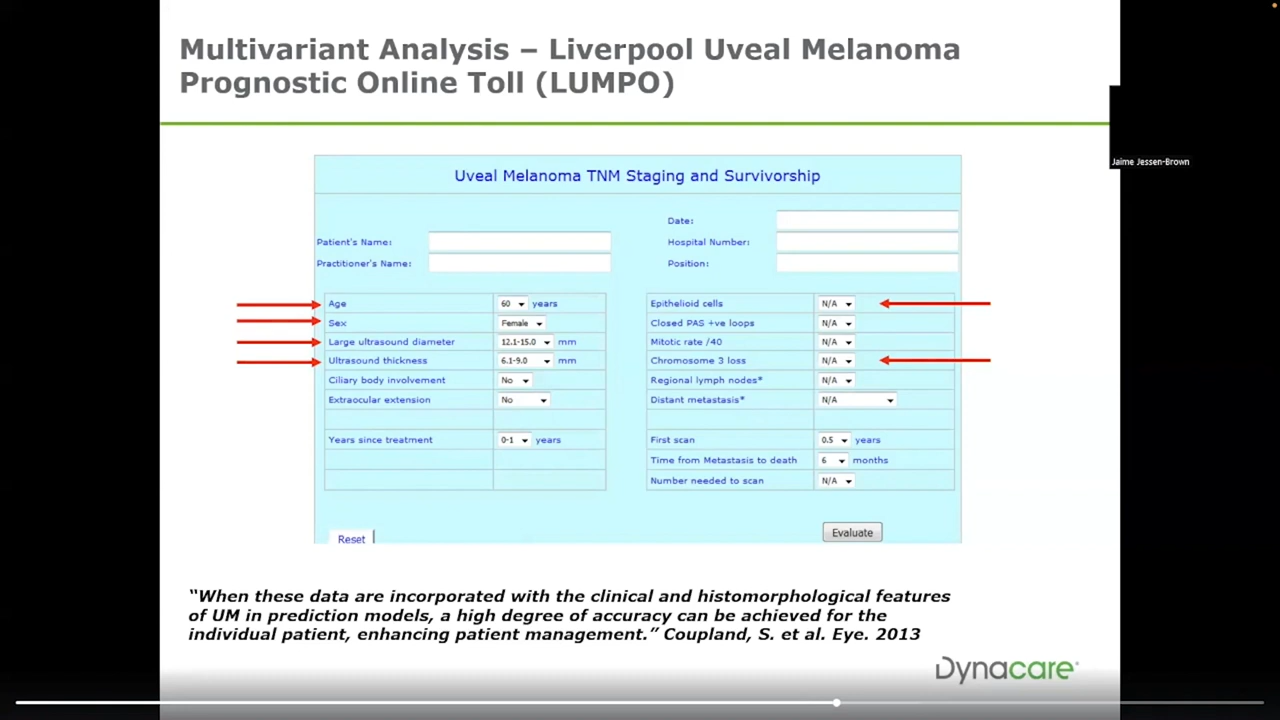 Multivariant Analysis – Liverpool Uveal Melanoma
Prognostic Online Toll (LUMPO)
Jaime Jessen-Brown
Uveal Melanoma TNM Staging and Survivorship
Date:
Patient's Name:
Hospital Number:
Practitioner's Name:
Position:
Age 60 years
Epithelioid cells N/A
Sex Female
Closed PAS +ve loops N/A
Large ultrasound diameter 12.1-15.0 mm
Mitotic rate /40 N/A
Ultrasound thickness 6.1-9.0 mm
Chromosome 3 loss N/A
Ciliary body involvement No
Regional lymph nodes* N/A
Extraocular extension No
Distant metastasis* N/A
Years since treatment 0-1 years
First scan 0.5 years
Time from Metastasis to death 6 months
Number needed to scan N/A
Reset
Evaluate
“When these data are incorporated with the clinical and histomorphological features
of UM in prediction models, a high degree of accuracy can be achieved for the
individual patient, enhancing patient management.” Coupland, S. et al. Eye. 2013
Dynacare